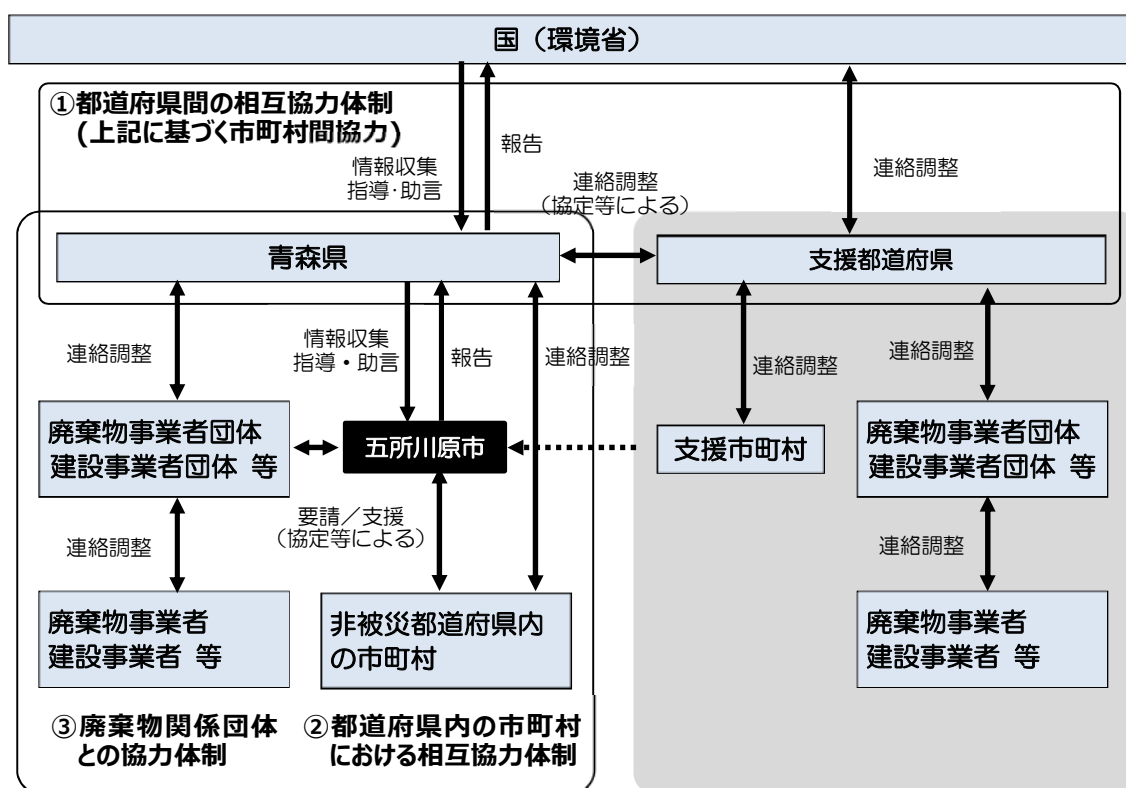 国（環境省）
①都道府県間の相互協力体制
(上記に基づく市町村間協力)
情報収集
指導･助言
報告
連絡調整
（協定等による）
連絡調整
青森県
支援都道府県
連絡調整
情報収集
指導・助言
報告
連絡調整
連絡調整
連絡調整
廃棄物事業者団体
建設事業者団体 等
五所川原市
支援市町村
廃棄物事業者団体
建設事業者団体 等
連絡調整
要請／支援
（協定等による）
連絡調整
廃棄物事業者
建設事業者 等
非被災都道府県内
の市町村
廃棄物事業者
建設事業者 等
③廃棄物関係団体
との協力体制
②都道府県内の市町村
における相互協力体制